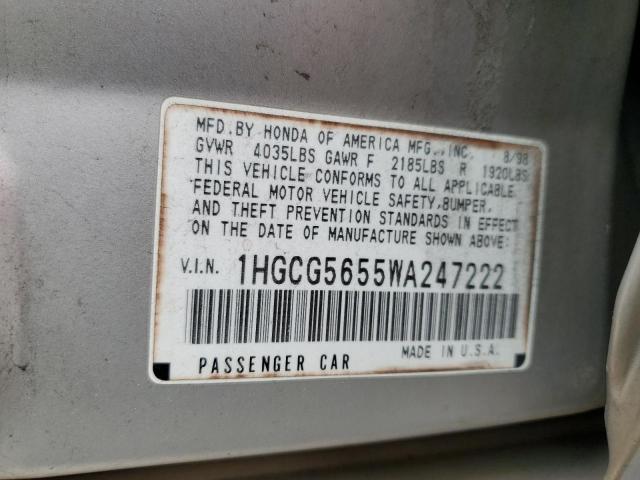 MFD.BY HONDA OF AMERICA MFG.,INC. 8/98
GVWR 4035LBS GAWR F 2185LBS R 1920LBS
THIS VEHICLE CONFORMS TO ALL APPLICABLE
FEDERAL MOTOR VEHICLE SAFETY,BUMPER,
AND THEFT PREVENTION STANDARDS IN EFFECT
ON THE DATE OF MANUFACTURE SHOWN ABOVE:
V.I.N. 1HGCG5655WA247222
PASSENGER CAR MADE IN U.S.A.